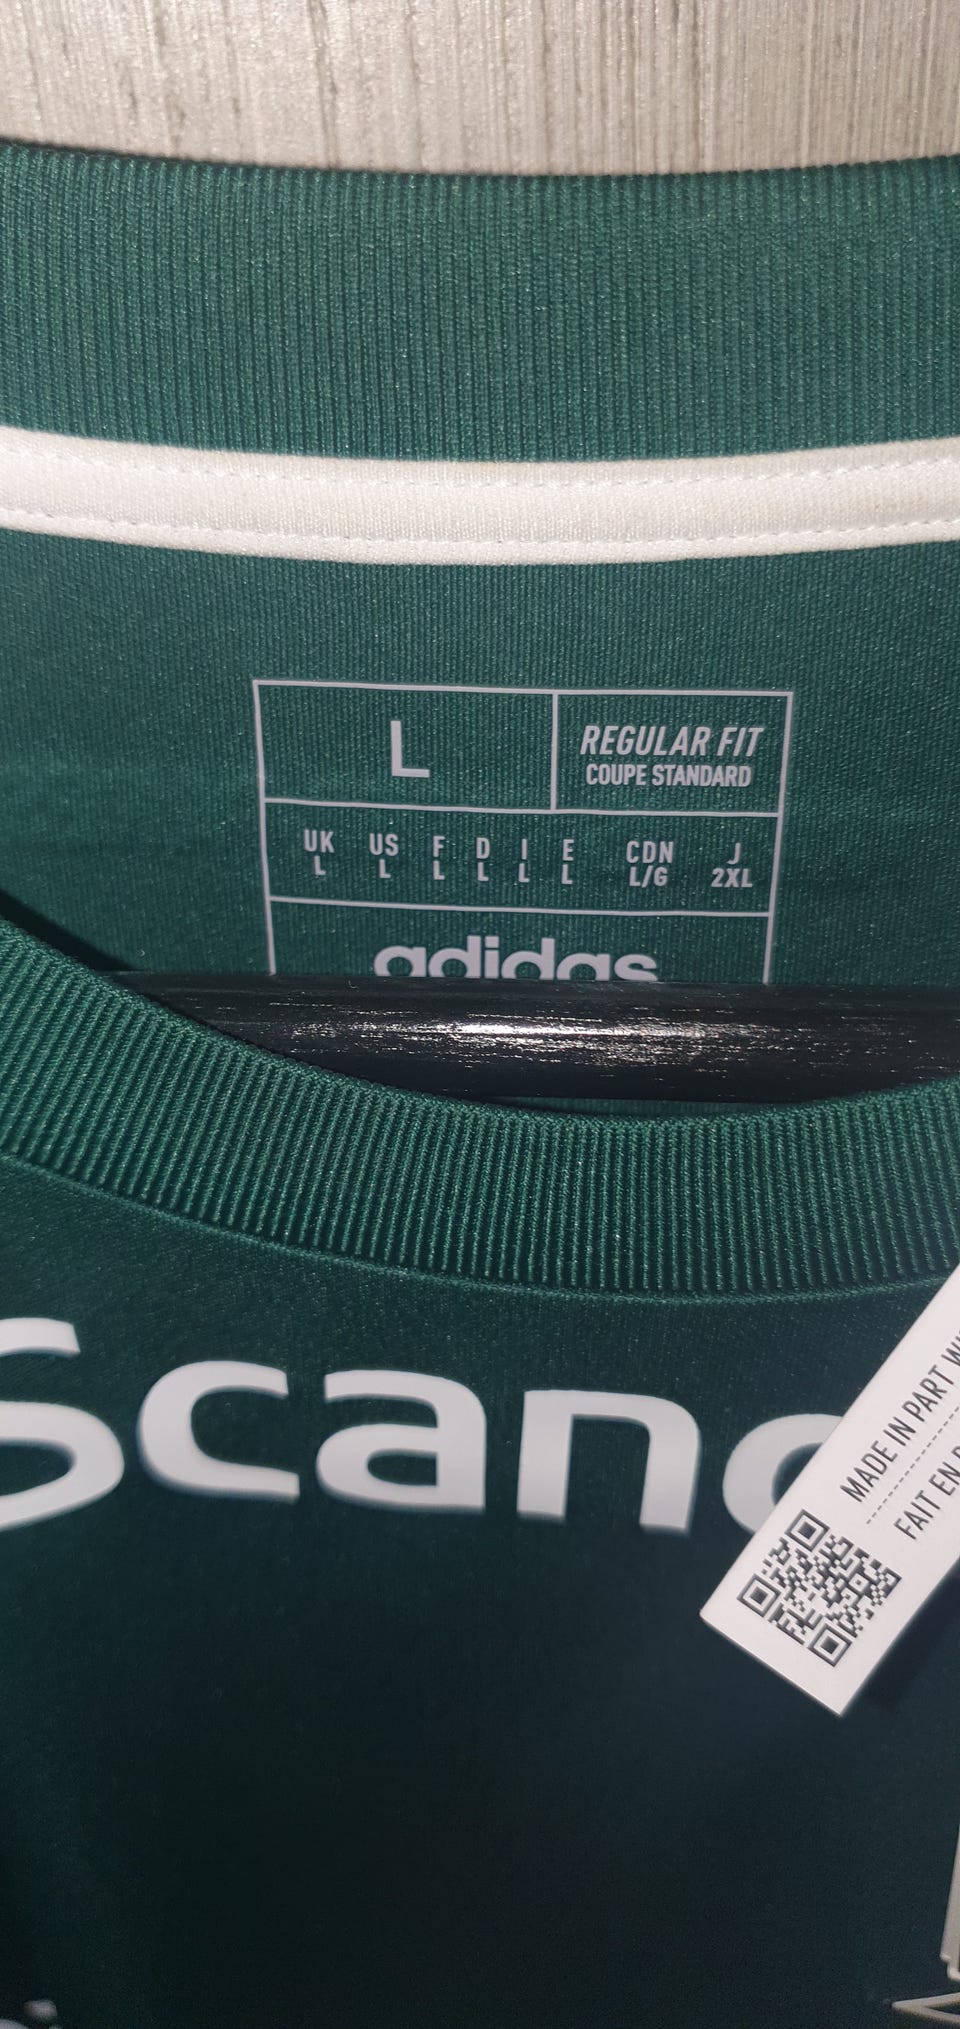 L
REGULAR FIT
COUPE STANDARD
UK US F D I E CDN J
L L L L L L L/G 2XL
adidas
Scan
MADE IN PART
FAIT EN